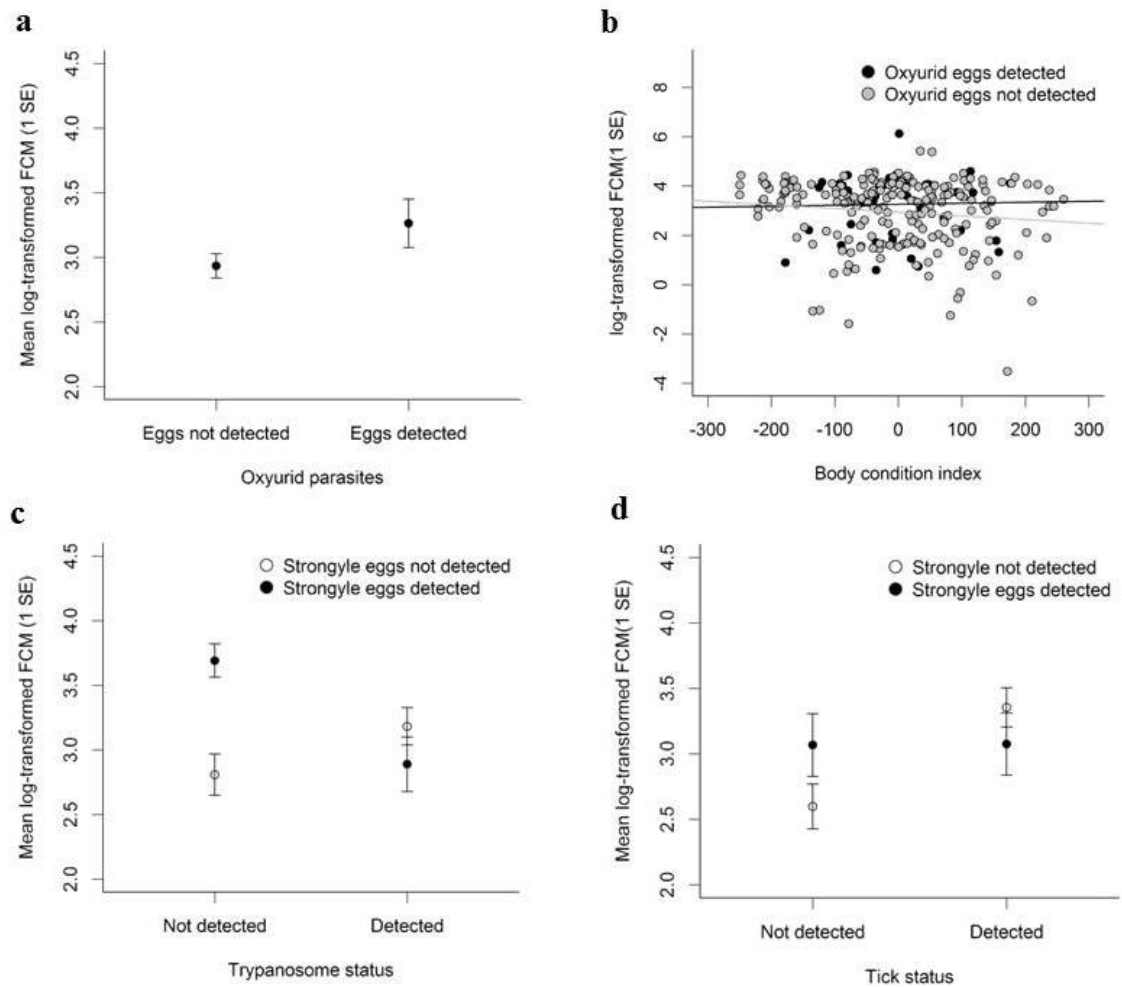 a
Mean log-transformed FCM (1 SE)
4.5
4.0
3.5
3.0
2.5
2.0
Eggs not detected
Eggs detected
Oxyurid parasites
b
Oxyurid eggs detected
Oxyurid eggs not detected
log-transformed FCM(1 SE)
8
6
4
2
0
-2
-4
-300 -200 -100 0 100 200 300
Body condition index
c
Strongyle eggs not detected
Strongyle eggs detected
Mean log-transformed FCM (1 SE)
4.5
4.0
3.5
3.0
2.5
2.0
Not detected
Detected
Trypanosome status
d
Strongyle not detected
Strongyle eggs detected
Mean log-transformed FCM(1 SE)
4.5
4.0
3.5
3.0
2.5
2.0
Not detected
Detected
Tick status